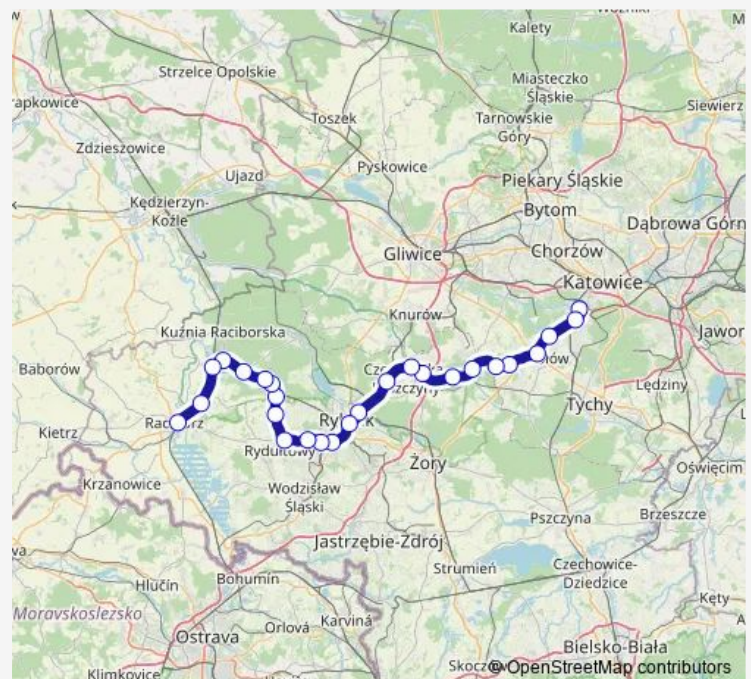 Kalety
Strzelce Opolskie
Miasteczko
Śląskie
Siewierz
Toszek
Tarnowskie
Góry
Zdzieszowice
Pyskowice
Ujazd
Piekary Śląskie
Kędzierzyn-
Koźle
Bytom
Dąbrowa Górn
Gliwice
Chorzów
Katowice
Knurów
Kuźnia Raciborska
Jawor
Baborów
Lędziny
Tychy
Kietrz
Rydułtowy
Żory
Oświęcim
Krzanowice
Wodzisław
Śląski
Pszczyna
Brzeszcze
Jastrzębie-Zdrój
Strumień
Czechowice-
Dziedzice
Hlučín
Bohumín
Kęty
Moravskoslezsko
Orlová
Karviná
Ostrava
Bielsko-Biała
Klimkovice
© OpenStreetMap contributors